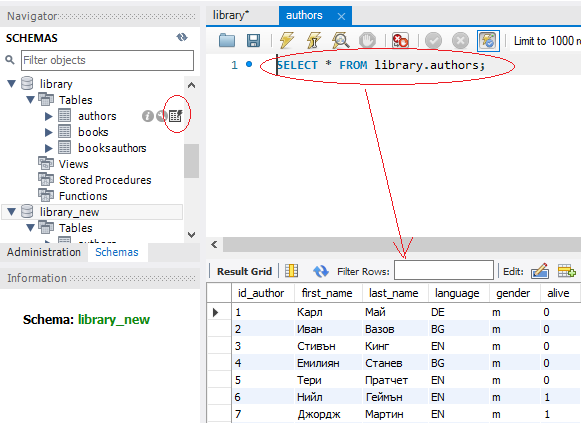 Navigator
SCHEMAS
Filter objects
library
Tables
authors
books
booksauthors
Views
Stored Procedures
Functions
library_new
Tables
Administration Schemas
Information
Schema: library_new
library* authors
Limit to 1000 ro
1 SELECT * FROM library.authors;
Result Grid Filter Rows: Edit:
id_author first_name last_name language gender alive
1 Карл Май DE m 0
2 Иван Вазов BG m 0
3 Стивън Кинг EN m 0
4 Емилиян Станев BG m 0
5 Тери Пратчет EN m 0
6 Нийл Геймън EN m 1
7 Джордж Мартин EN m 1